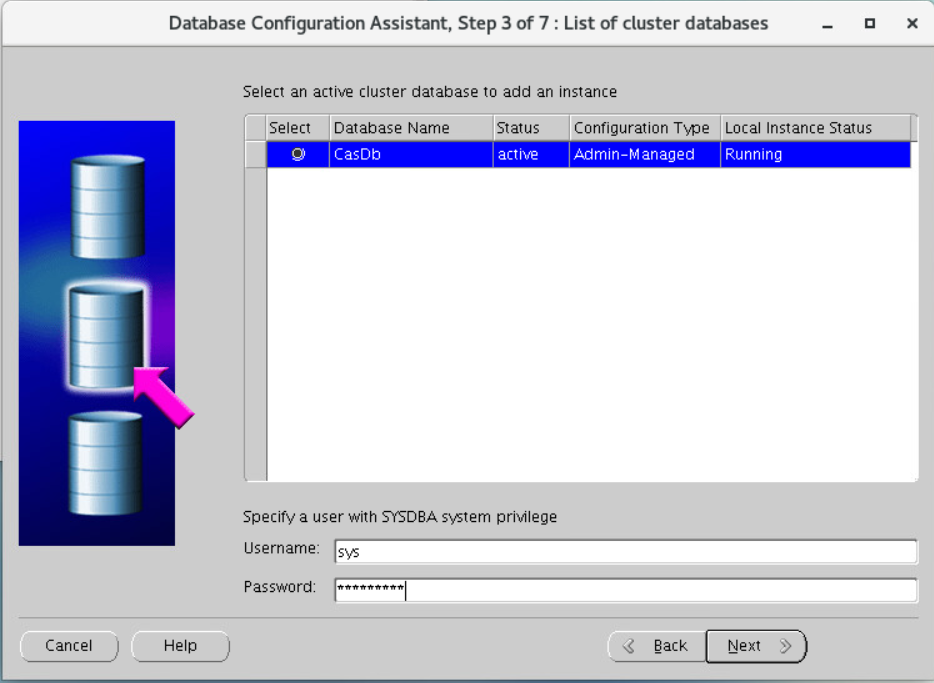 Database Configuration Assistant, Step 3 of 7 : List of cluster databases
Select an active cluster database to add an instance
Select Database Name Status Configuration Type Local Instance Status
CasDb active Admin-Managed Running
Specify a user with SYSDBA system privilege
Username: sys
Password: *********
Cancel Help Back Next